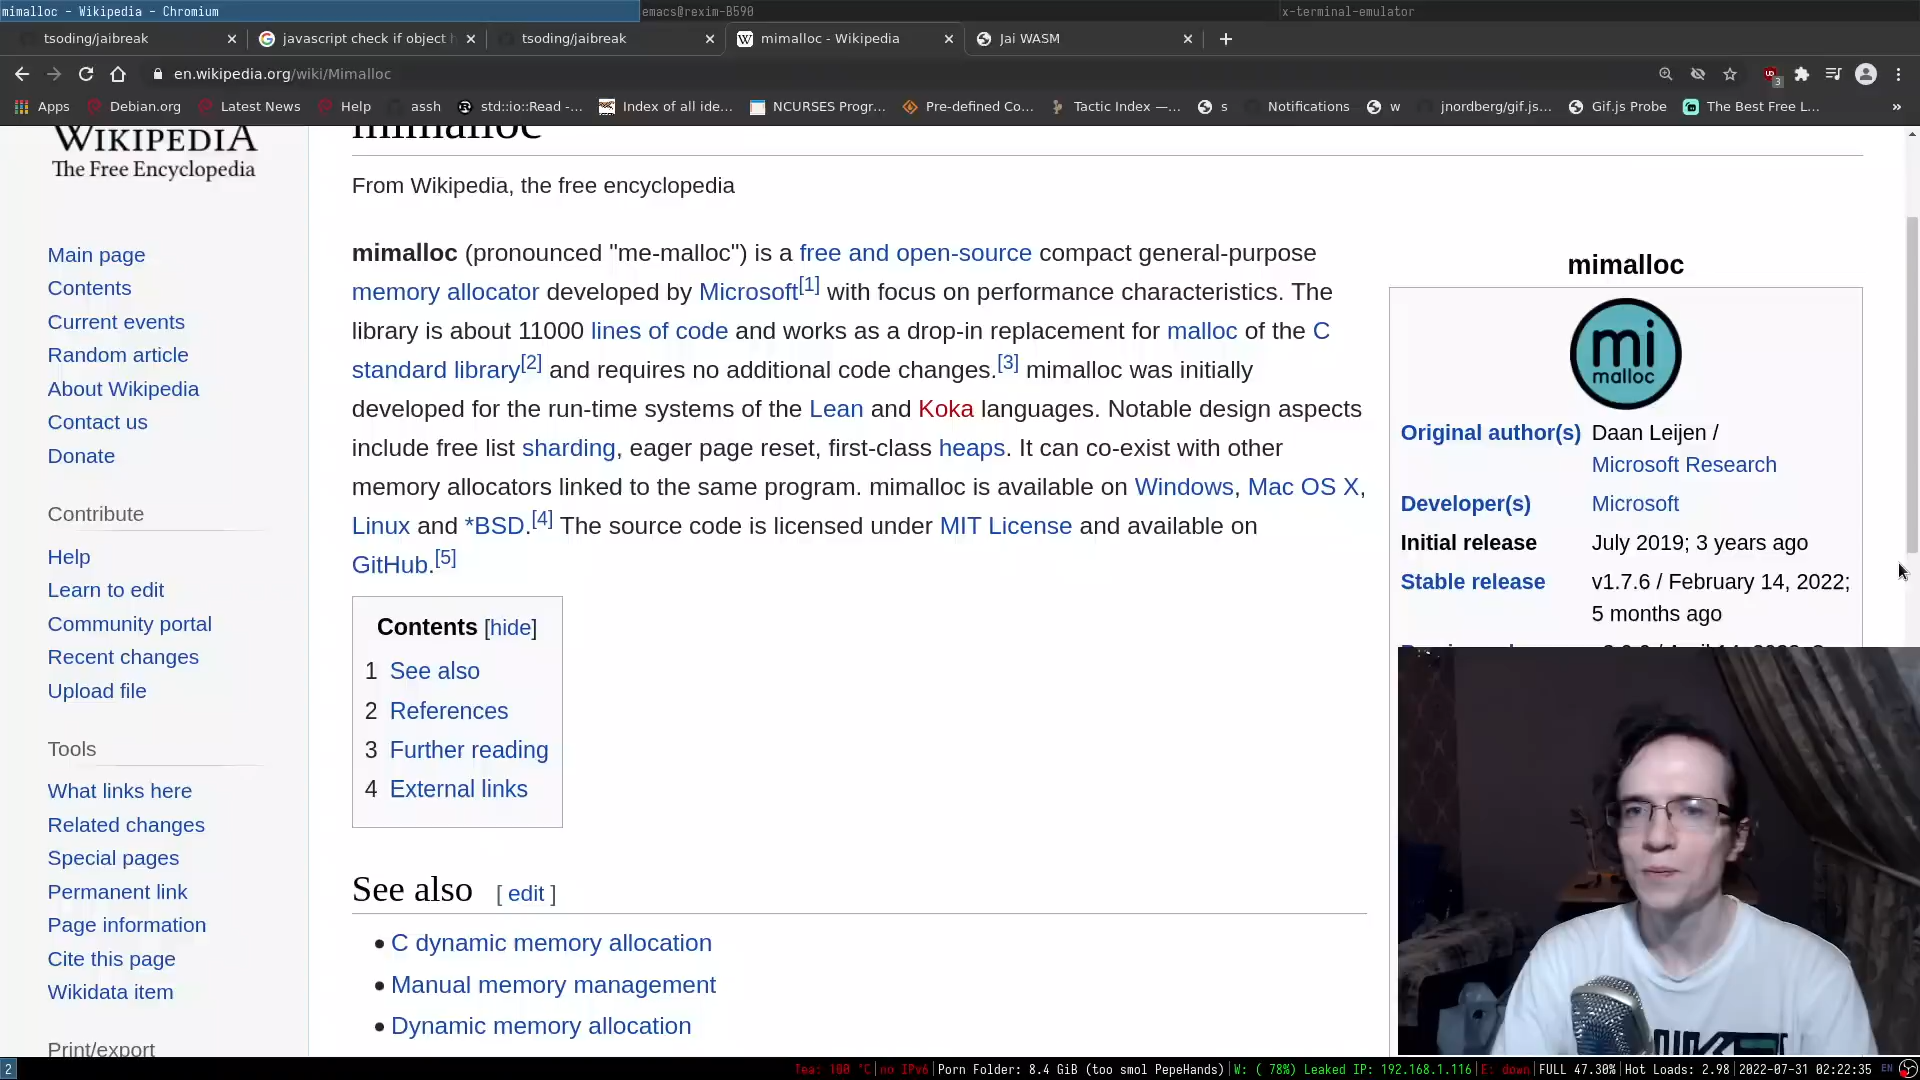 mimalloc - Wikipedia - Chromium
emacs@rexim-B590
x-terminal-emulator
tsoding/jaibreak
javascript check if object h
tsoding/jaibreak
mimalloc - Wikipedia
Jai WASM
en.wikipedia.org/wiki/Mimalloc
3
Apps
Debian.org
Latest News
Help
assh
std::io::Read -...
Index of all ide...
NCURSES Progr...
Pre-defined Co...
Tactic Index —...
s
Notifications
w
jnordberg/gif.js...
Gif.js Probe
The Best Free L...
»
WIKIPEDIA
The Free Encyclopedia
Main page
Contents
Current events
Random article
About Wikipedia
Contact us
Donate
Contribute
Help
Learn to edit
Community portal
Recent changes
Upload file
Tools
What links here
Related changes
Special pages
Permanent link
Page information
Cite this page
Wikidata item
Print/export
mimalloc
From Wikipedia, the free encyclopedia
mimalloc (pronounced "me-malloc") is a free and open-source compact general-purpose
memory allocator developed by Microsoft[1] with focus on performance characteristics. The
library is about 11000 lines of code and works as a drop-in replacement for malloc of the C
standard library[2] and requires no additional code changes.[3] mimalloc was initially
developed for the run-time systems of the Lean and Koka languages. Notable design aspects
include free list sharding, eager page reset, first-class heaps. It can co-exist with other
memory allocators linked to the same program. mimalloc is available on Windows, Mac OS X,
Linux and *BSD.[4] The source code is licensed under MIT License and available on
GitHub.[5]
Contents [hide]
1 See also
2 References
3 Further reading
4 External links
See also [ edit ]
• C dynamic memory allocation
• Manual memory management
• Dynamic memory allocation
mimalloc
mi
malloc
Original author(s) Daan Leijen /
Microsoft Research
Developer(s) Microsoft
Initial release July 2019; 3 years ago
Stable release v1.7.6 / February 14, 2022;
5 months ago
2
Tea: 100 °C|no IPv6|Porn Folder: 8.4 GiB (too smol PepeHands)|W: ( 78%) Leaked IP: 192.168.1.116|E: down|FULL 47.30%|Hot Loads: 2.98|2022-07-31 02:22:35
EN